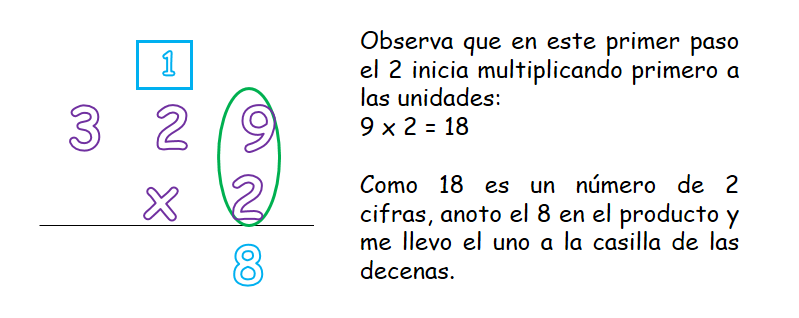 1
3 2 9
x 2
8
Observa que en este primer paso
el 2 inicia multiplicando primero a
las unidades:
9 x 2 = 18
Como 18 es un número de 2
cifras, anoto el 8 en el producto y
me llevo el uno a la casilla de las
decenas.